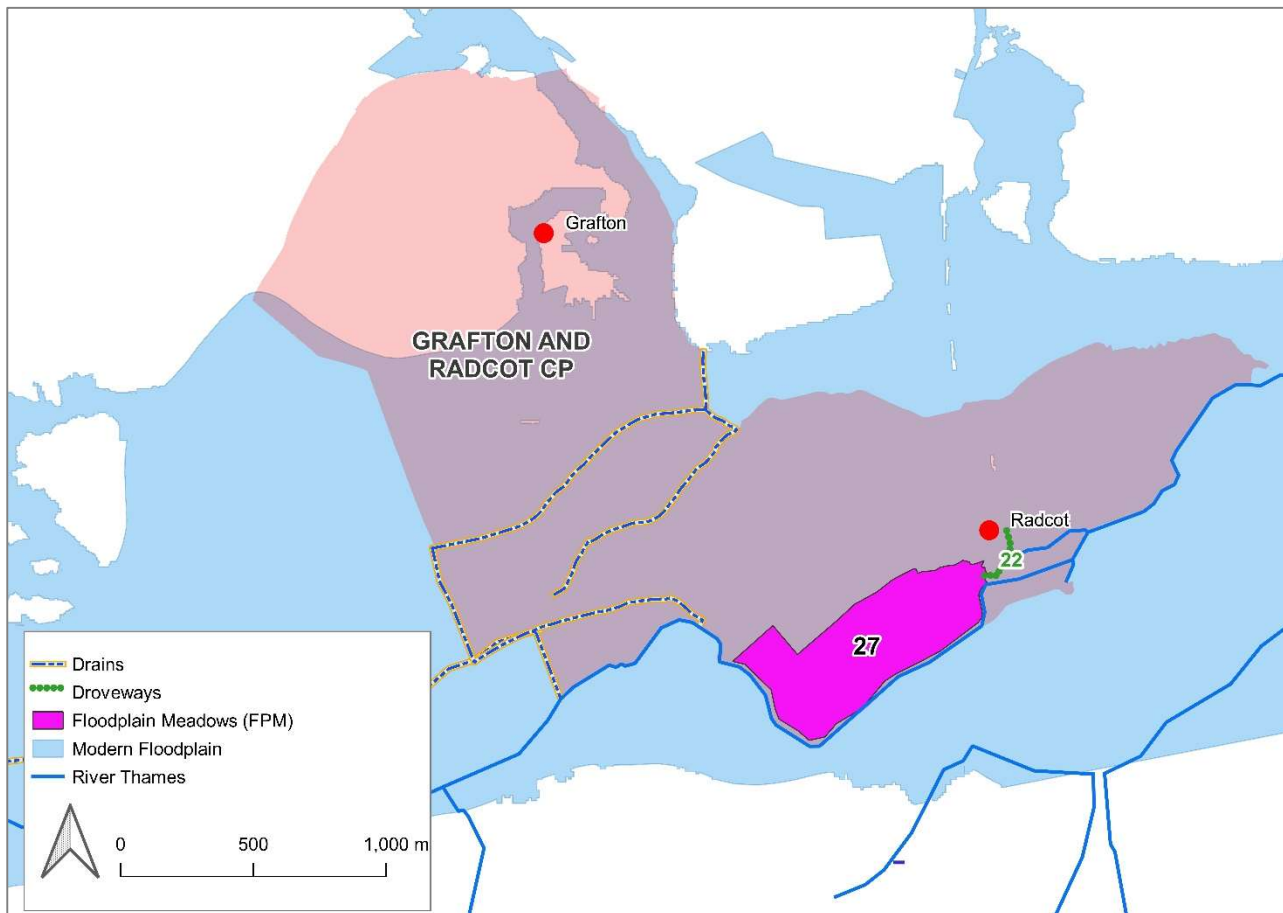 Grafton
GRAFTON AND
RADCOT CP
Radcot
22
27
Drains
Droveways
Floodplain Meadows (FPM)
Modern Floodplain
River Thames
0 500 1,000 m